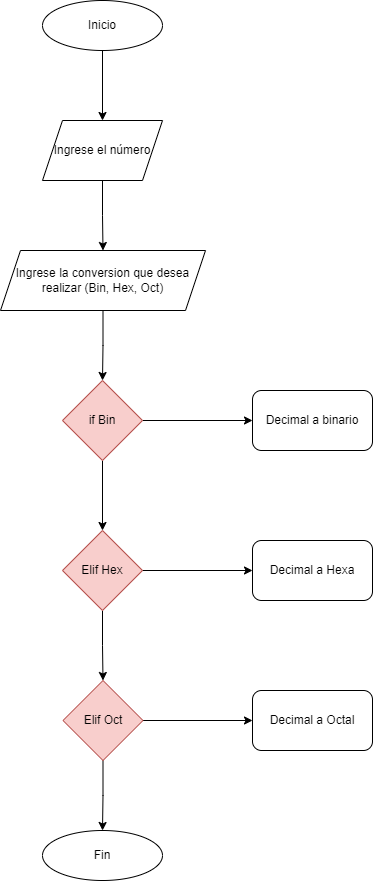 Inicio
Ingrese el número
Ingrese la conversion que desea
realizar (Bin, Hex, Oct)
if Bin
Decimal a binario
Elif Hex
Decimal a Hexa
Elif Oct
Decimal a Octal
Fin